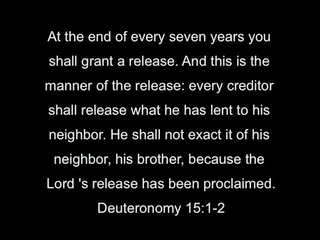 At the end of every seven years you
shall grant a release. And this is the
manner of the release: every creditor
shall release what he has lent to his
neighbor. He shall not exact it of his
neighbor, his brother, because the
Lord 's release has been proclaimed.
Deuteronomy 15:1-2